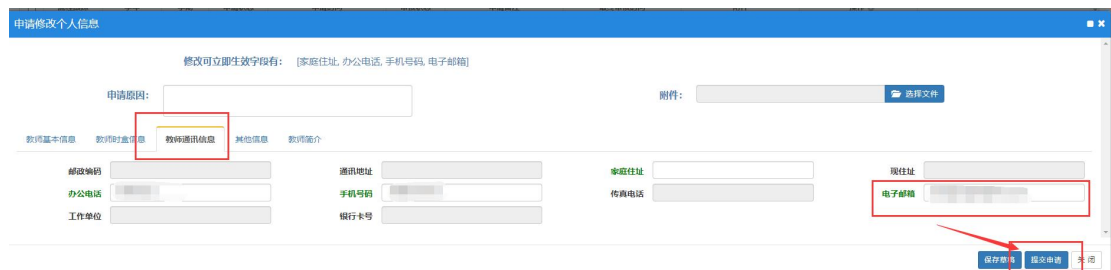 申请修改个人信息
修改可立即生效字段有： [家庭住址, 办公电话, 手机号码, 电子邮箱]
申请原因： 附件： 选择文件
教师基本信息 教师时盒信息 教师通讯信息 其他信息 教师简介
邮政编码 通讯地址 家庭住址 现住址
办公电话 手机号码 传真电话 电子邮箱
工作单位 银行卡号
保存草稿 提交申请 关闭